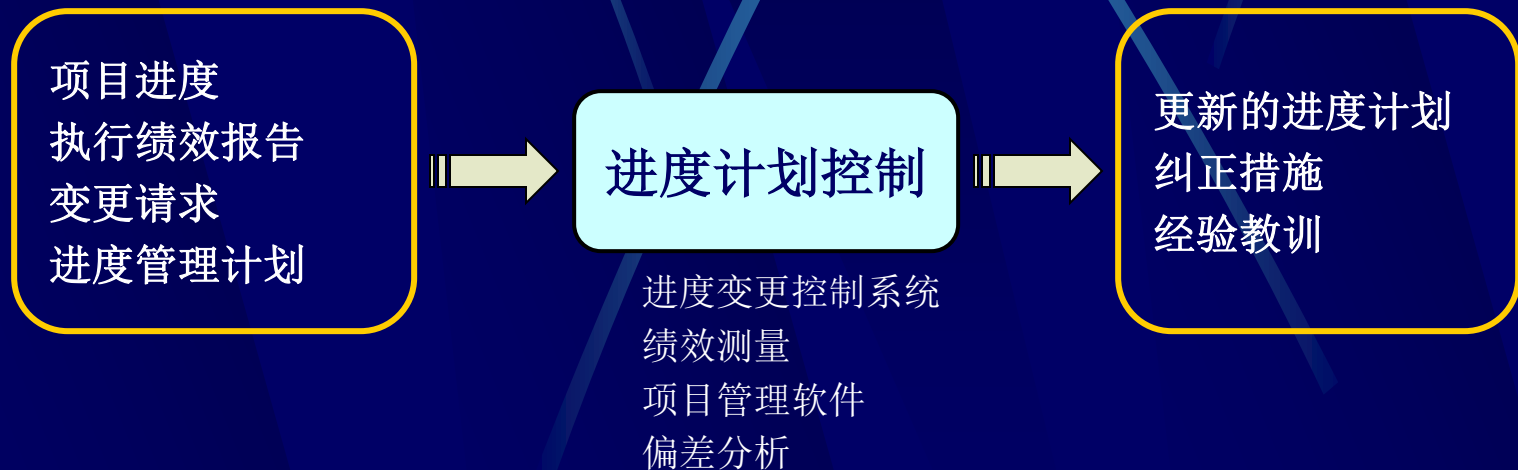 项目进度
执行绩效报告
变更请求
进度管理计划
进度计划控制
进度变更控制系统
绩效测量
项目管理软件
偏差分析
更新的进度计划
纠正措施
经验教训